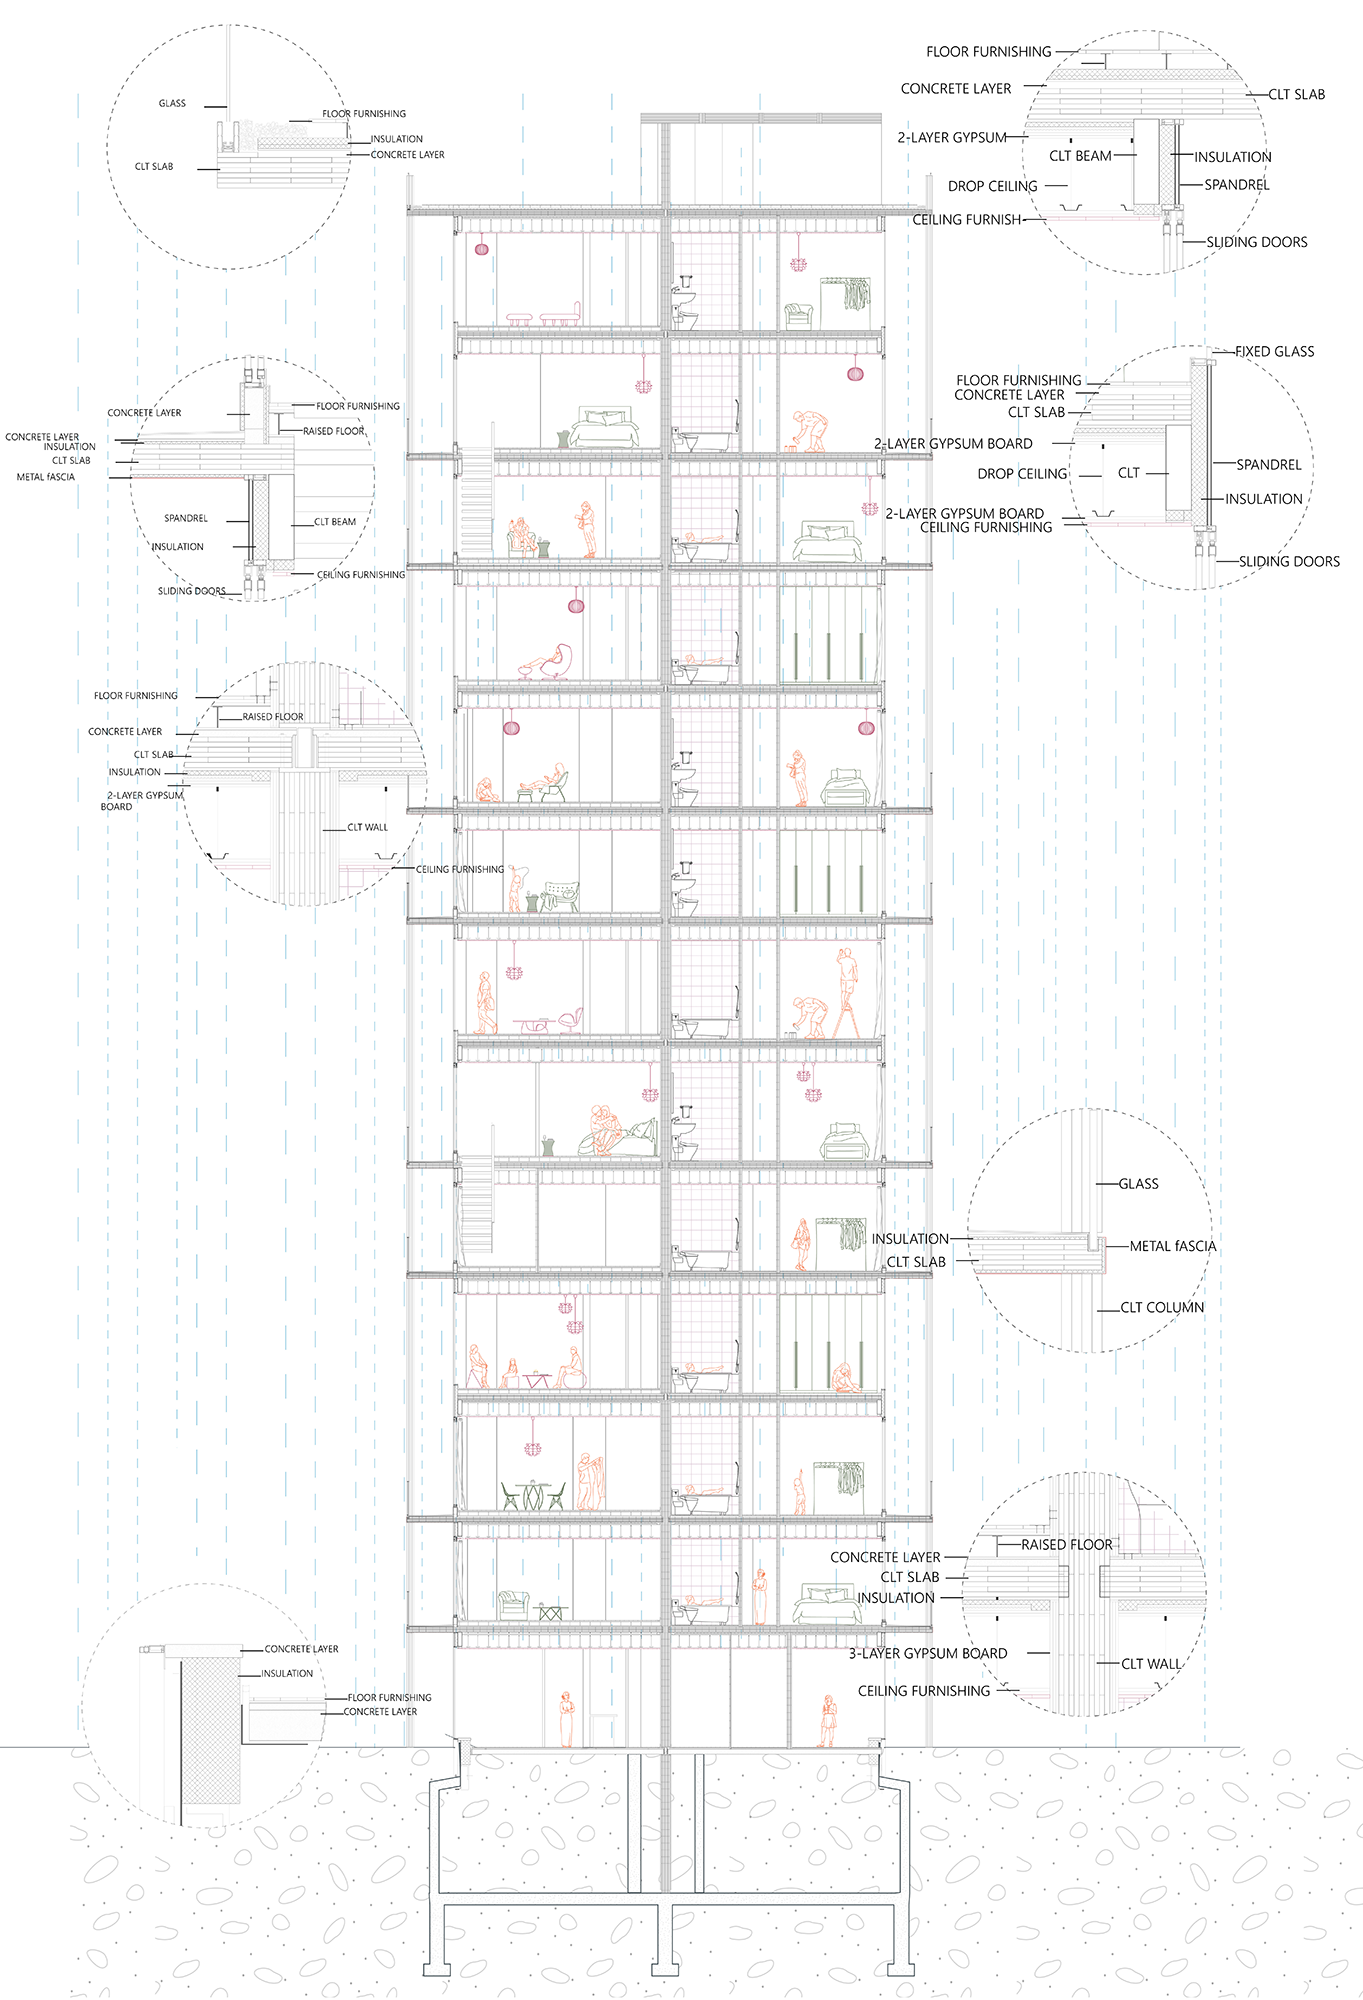 GLASS
FLOOR FURNISHING
INSULATION
CONCRETE LAYER
CLT SLAB
FLOOR FURNISHING
CONCRETE LAYER
CLT SLAB
2-LAYER GYPSUM
CLT BEAM
INSULATION
DROP CEILING
SPANDREL
CEILING FURNISH
SLIDING DOORS
CONCRETE LAYER
FLOOR FURNISHING
RAISED FLOOR
CONCRETE LAYER
INSULATION
CLT SLAB
METAL fASCIA
SPANDREL
CLT BEAM
INSULATION
CEILING FURNISHING
SLIDING DOORS
FIXED GLASS
FLOOR FURNISHING
CONCRETE LAYER
CLT SLAB
2-LAYER GYPSUM BOARD
DROP CEILING
CLT
SPANDREL
INSULATION
2-LAYER GYPSUM BOARD
CEILING FURNISHING
SLIDING DOORS
FLOOR FURNISHING
RAISED FLOOR
CONCRETE LAYER
CLT SLAB
INSULATION
2-LAYER GYPSUM
BOARD
CLT WALL
CEILING FURNISHING
GLASS
INSULATION
METAL fASCIA
CLT SLAB
CLT COLUMN
RAISED FLOOR
CONCRETE LAYER
CLT SLAB
INSULATION
3-LAYER GYPSUM BOARD
CLT WALL
CEILING FURNISHING
CONCRETE LAYER
INSULATION
FLOOR FURNISHING
CONCRETE LAYER